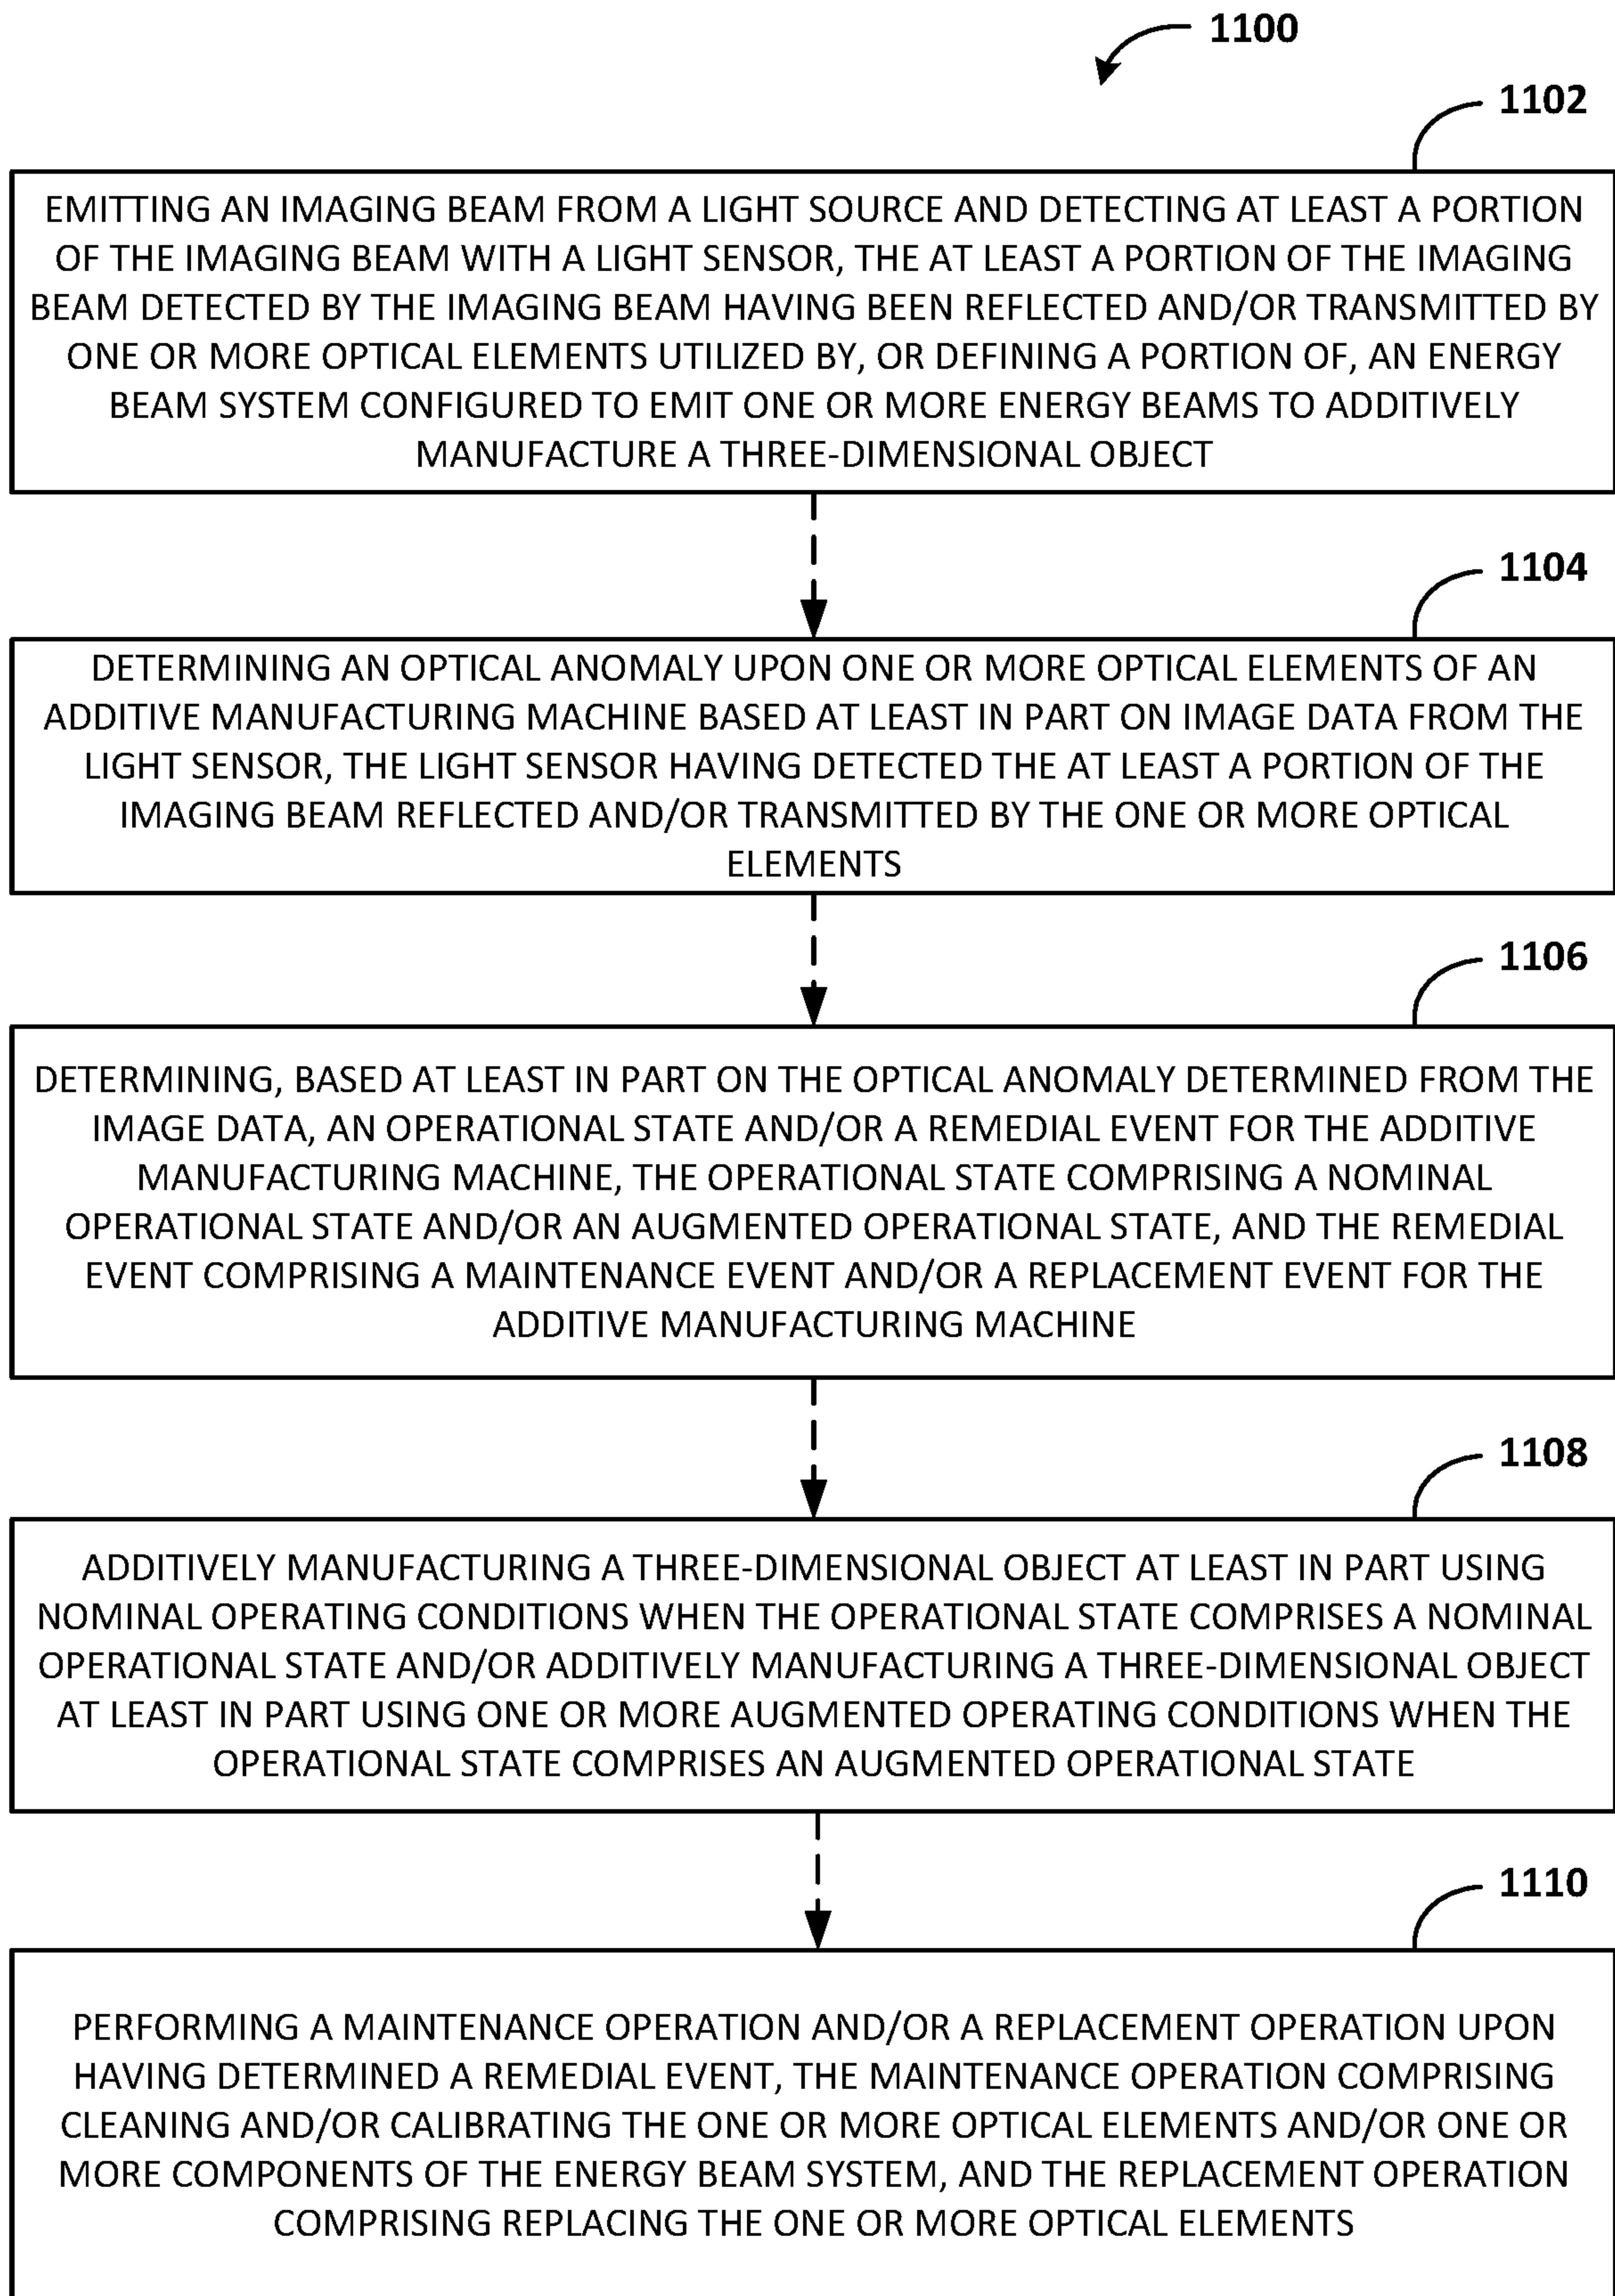 1100
1102
EMITTING AN IMAGING BEAM FROM A LIGHT SOURCE AND DETECTING AT LEAST A PORTION
OF THE IMAGING BEAM WITH A LIGHT SENSOR, THE AT LEAST A PORTION OF THE IMAGING
BEAM DETECTED BY THE IMAGING BEAM HAVING BEEN REFLECTED AND/OR TRANSMITTED BY
ONE OR MORE OPTICAL ELEMENTS UTILIZED BY, OR DEFINING A PORTION OF, AN ENERGY
BEAM SYSTEM CONFIGURED TO EMIT ONE OR MORE ENERGY BEAMS TO ADDITIVELY
MANUFACTURE A THREE-DIMENSIONAL OBJECT
1104
DETERMINING AN OPTICAL ANOMALY UPON ONE OR MORE OPTICAL ELEMENTS OF AN
ADDITIVE MANUFACTURING MACHINE BASED AT LEAST IN PART ON IMAGE DATA FROM THE
LIGHT SENSOR, THE LIGHT SENSOR HAVING DETECTED THE AT LEAST A PORTION OF THE
IMAGING BEAM REFLECTED AND/OR TRANSMITTED BY THE ONE OR MORE OPTICAL
ELEMENTS
1106
DETERMINING, BASED AT LEAST IN PART ON THE OPTICAL ANOMALY DETERMINED FROM THE
IMAGE DATA, AN OPERATIONAL STATE AND/OR A REMEDIAL EVENT FOR THE ADDITIVE
MANUFACTURING MACHINE, THE OPERATIONAL STATE COMPRISING A NOMINAL
OPERATIONAL STATE AND/OR AN AUGMENTED OPERATIONAL STATE, AND THE REMEDIAL
EVENT COMPRISING A MAINTENANCE EVENT AND/OR A REPLACEMENT EVENT FOR THE
ADDITIVE MANUFACTURING MACHINE
1108
ADDITIVELY MANUFACTURING A THREE-DIMENSIONAL OBJECT AT LEAST IN PART USING
NOMINAL OPERATING CONDITIONS WHEN THE OPERATIONAL STATE COMPRISES A NOMINAL
OPERATIONAL STATE AND/OR ADDITIVELY MANUFACTURING A THREE-DIMENSIONAL OBJECT
AT LEAST IN PART USING ONE OR MORE AUGMENTED OPERATING CONDITIONS WHEN THE
OPERATIONAL STATE COMPRISES AN AUGMENTED OPERATIONAL STATE
1110
PERFORMING A MAINTENANCE OPERATION AND/OR A REPLACEMENT OPERATION UPON
HAVING DETERMINED A REMEDIAL EVENT, THE MAINTENANCE OPERATION COMPRISING
CLEANING AND/OR CALIBRATING THE ONE OR MORE OPTICAL ELEMENTS AND/OR ONE OR
MORE COMPONENTS OF THE ENERGY BEAM SYSTEM, AND THE REPLACEMENT OPERATION
COMPRISING REPLACING THE ONE OR MORE OPTICAL ELEMENTS